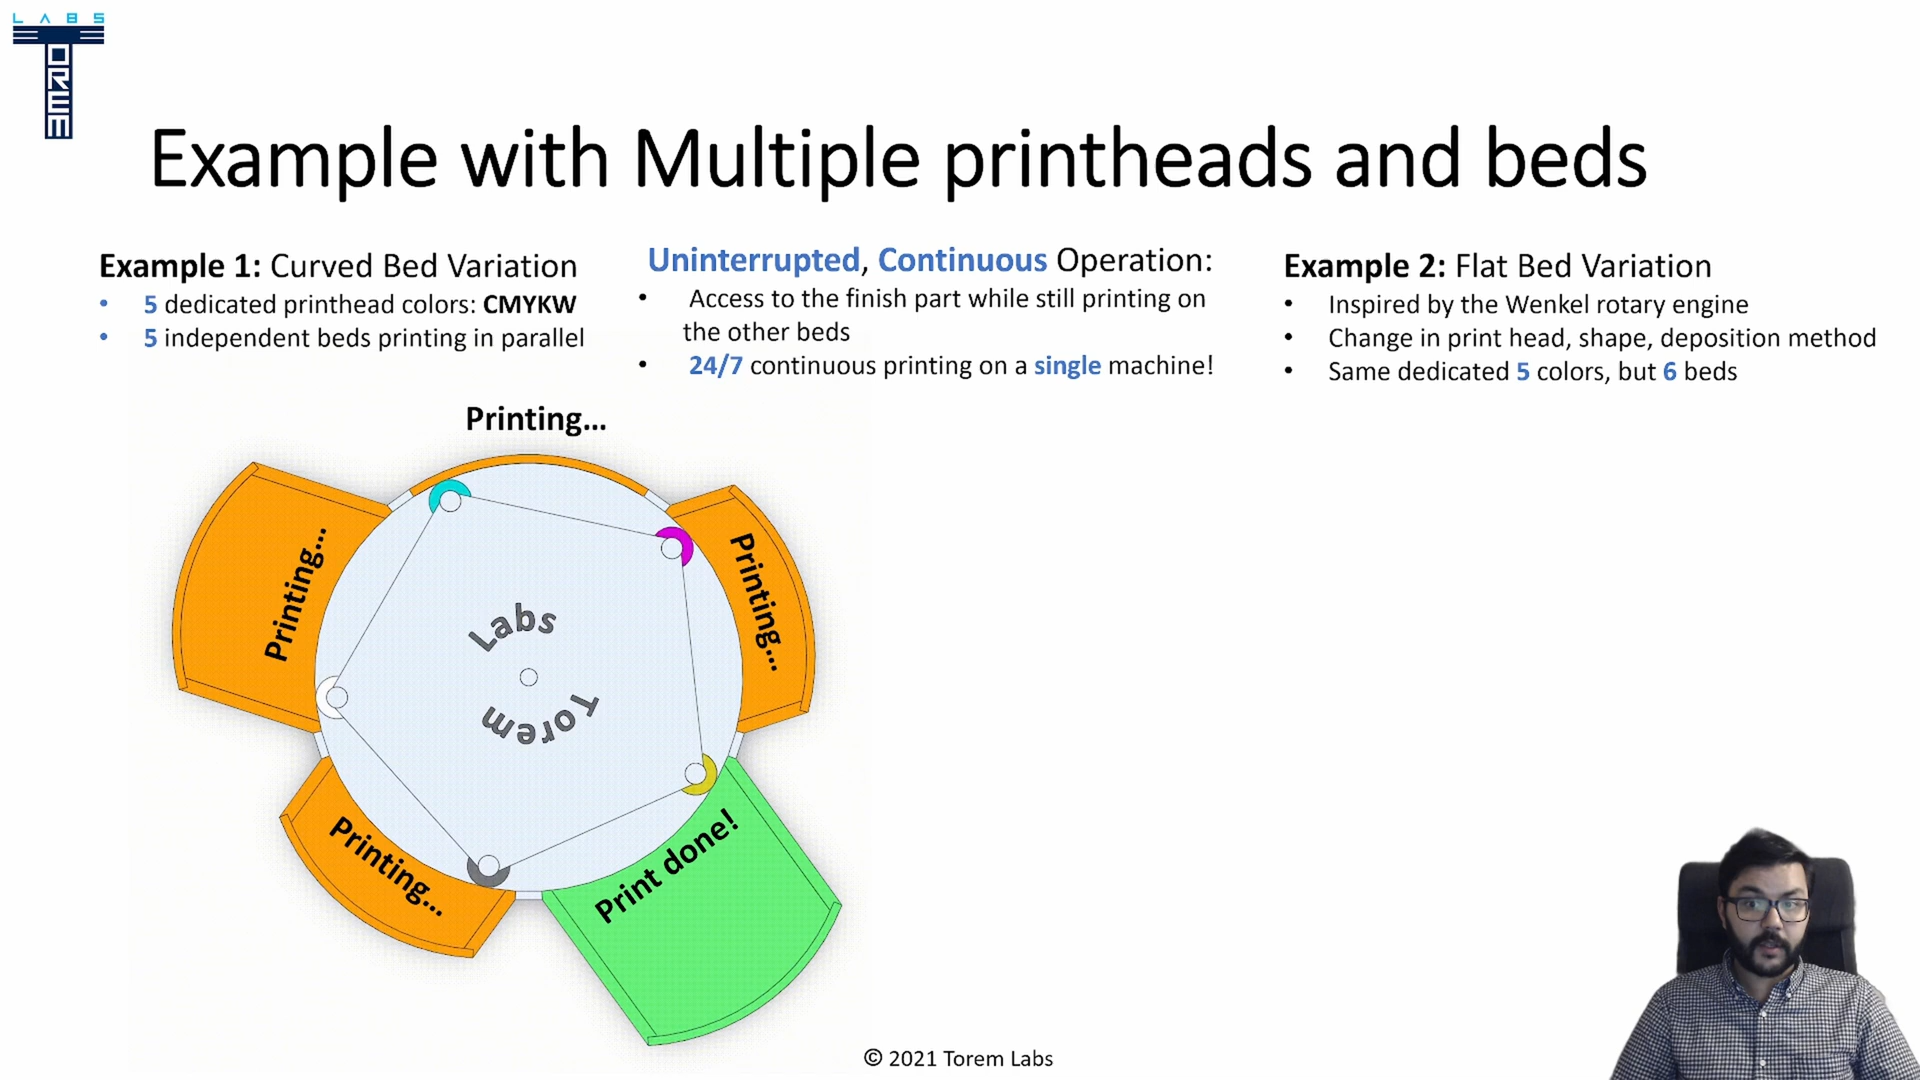 LABS
TOREM
Example with Multiple printheads and beds
Example 1: Curved Bed Variation
• 5 dedicated printhead colors: CMYKW
• 5 independent beds printing in parallel
Uninterrupted, Continuous Operation:
• Access to the finish part while still printing on
the other beds
• 24/7 continuous printing on a single machine!
Example 2: Flat Bed Variation
• Inspired by the Wenkel rotary engine
• Change in print head, shape, deposition method
• Same dedicated 5 colors, but 6 beds
Printing...
Printing...
Printing...
Labs
Torem
Printing...
Print done!
© 2021 Torem Labs